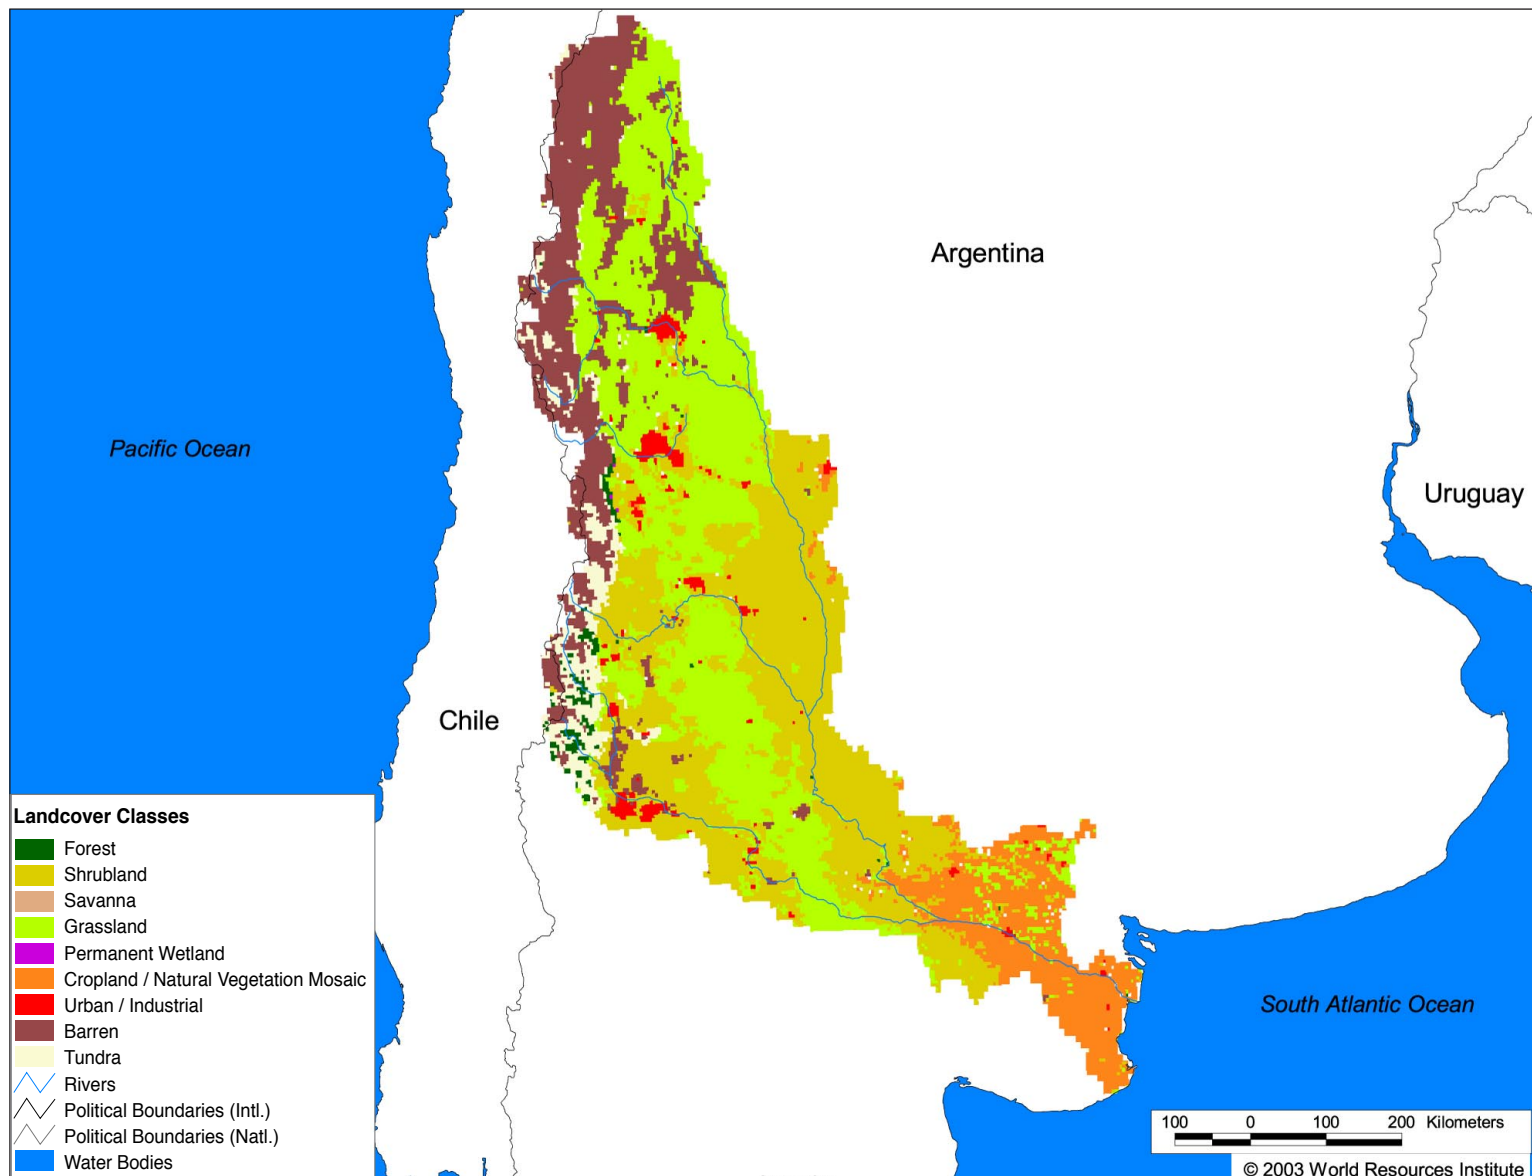 Argentina
Pacific Ocean
Uruguay
Chile
South Atlantic Ocean
Landcover Classes
Forest
Shrubland
Savanna
Grassland
Permanent Wetland
Cropland / Natural Vegetation Mosaic
Urban / Industrial
Barren
Tundra
Rivers
Political Boundaries (Intl.)
Political Boundaries (Natl.)
Water Bodies
100 0 100 200 Kilometers
© 2003 World Resources Institute